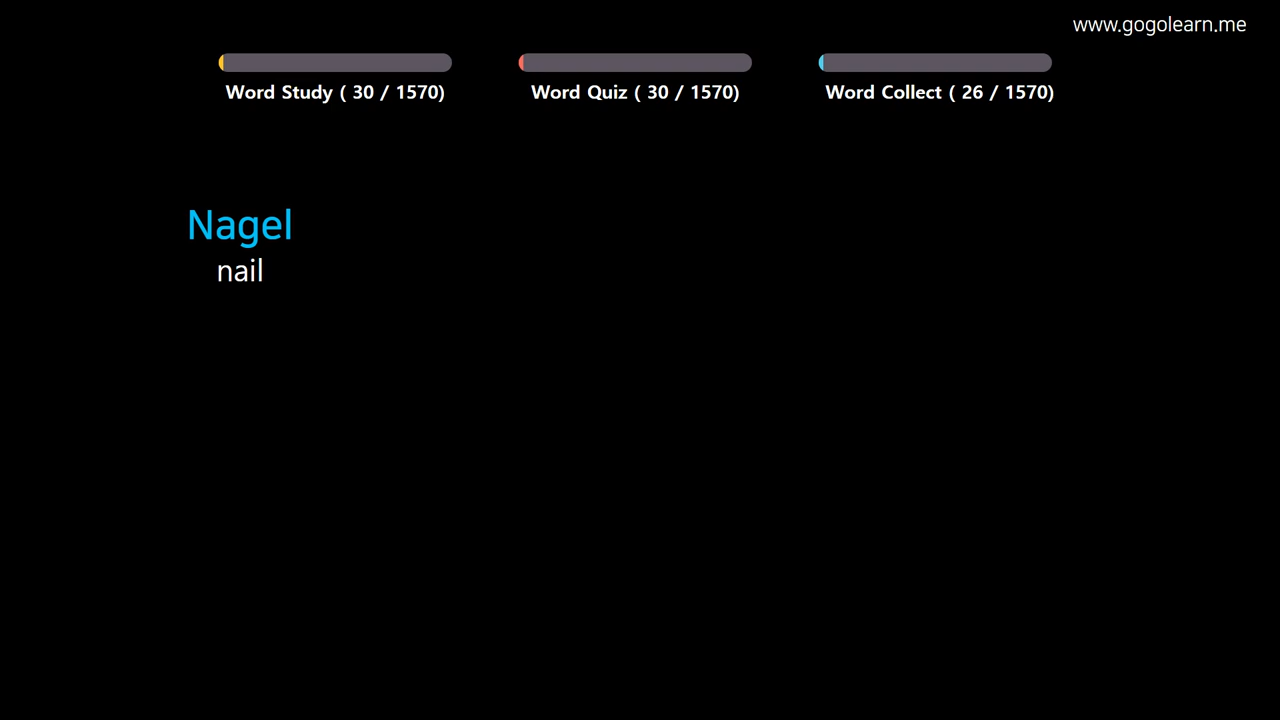 www.gogolearn.me
Word Study ( 30 / 1570)
Word Quiz ( 30 / 1570)
Word Collect ( 26 / 1570)
Nagel
nail